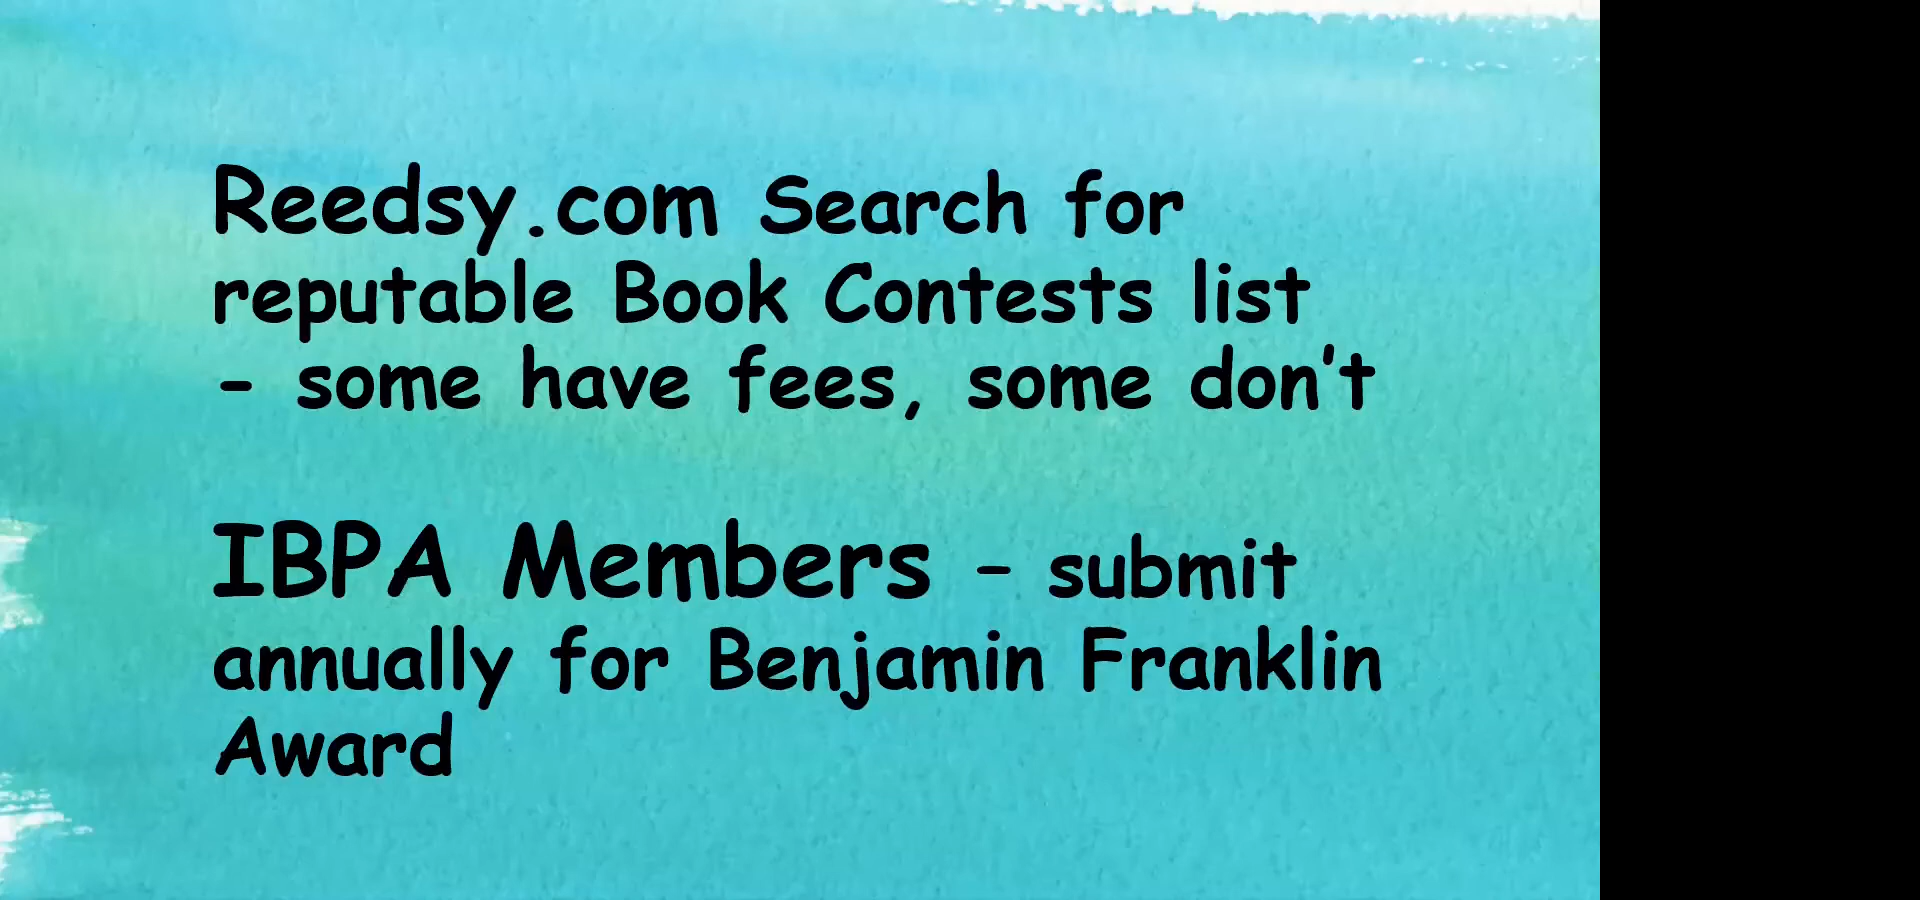 Reedsy.com Search for
reputable Book Contests list
– some have fees, some don’t
IBPA Members – submit
annually for Benjamin Franklin
Award